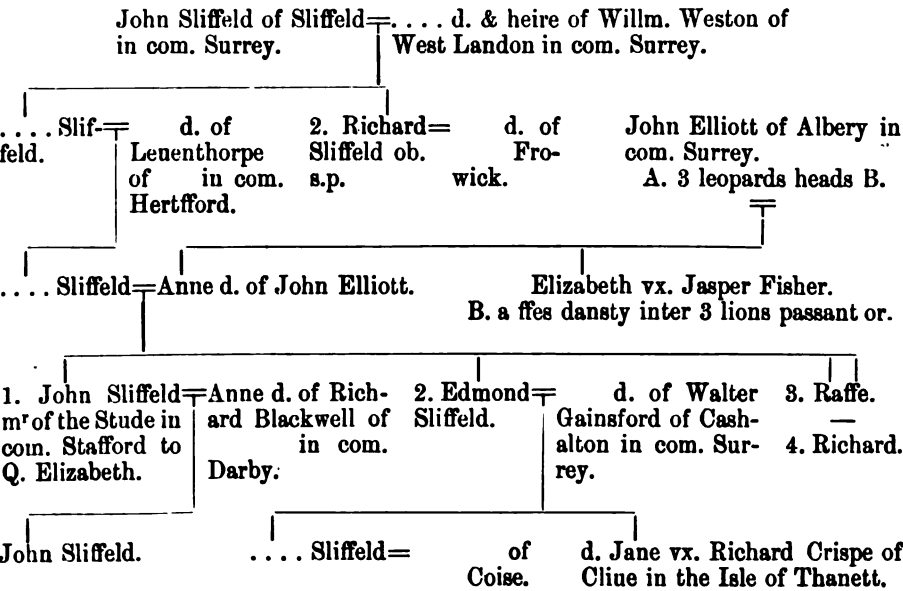 John Sliffeld of Sliffeld=. . . . d. & heire of Willm. Weston of
in com. Surrey. West Landon in com. Surrey.
. . . . Slif-= d. of 2. Richard= d. of John Elliott of Albery in
feld. Leuenthorpe Sliffeld ob. Fro- com. Surrey.
of in com. s.p. wick. A. 3 leopards heads B.
Hertfford.
. . . . Sliffeld=Anne d. of John Elliott. Elizabeth vx. Jasper Fisher.
B. a ffes dansty inter 3 lions passant or.
1. John Sliffeld=Anne d. of Rich- 2. Edmond= d. of Walter 3. Raffe.
mʳ of the Stude in ard Blackwell of Sliffeld. Gainsford of Cash- —
com. Stafford to in com. alton in com. Sur- 4. Richard.
Q. Elizabeth. Darby. rey.
John Sliffeld. . . . . Sliffeld= of d. Jane vx. Richard Crispe of
Coise. Cliue in the Isle of Thanett.